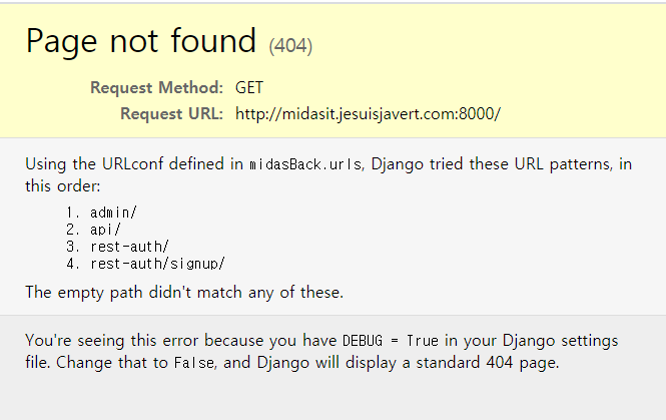 Page not found (404)
Request Method: GET
Request URL: http://midasit.jesuisjavert.com:8000/
Using the URLconf defined in midasBack.urls, Django tried these URL patterns, in
this order:
1. admin/
2. api/
3. rest-auth/
4. rest-auth/signup/
The empty path didn't match any of these.
You're seeing this error because you have DEBUG = True in your Django settings
file. Change that to False, and Django will display a standard 404 page.